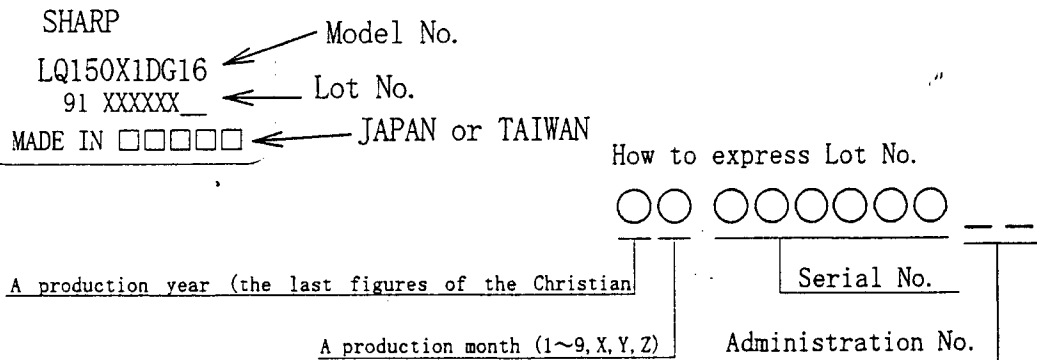 SHARP
Model No.
LQ150X1DG16
91 XXXXXX_
Lot No.
MADE IN □□□□□
JAPAN or TAIWAN
How to express Lot No.
○○ ○○○○○○ _ _
A production year (the last figures of the Christian
Serial No.
A production month (1~9, X, Y, Z)
Administration No.